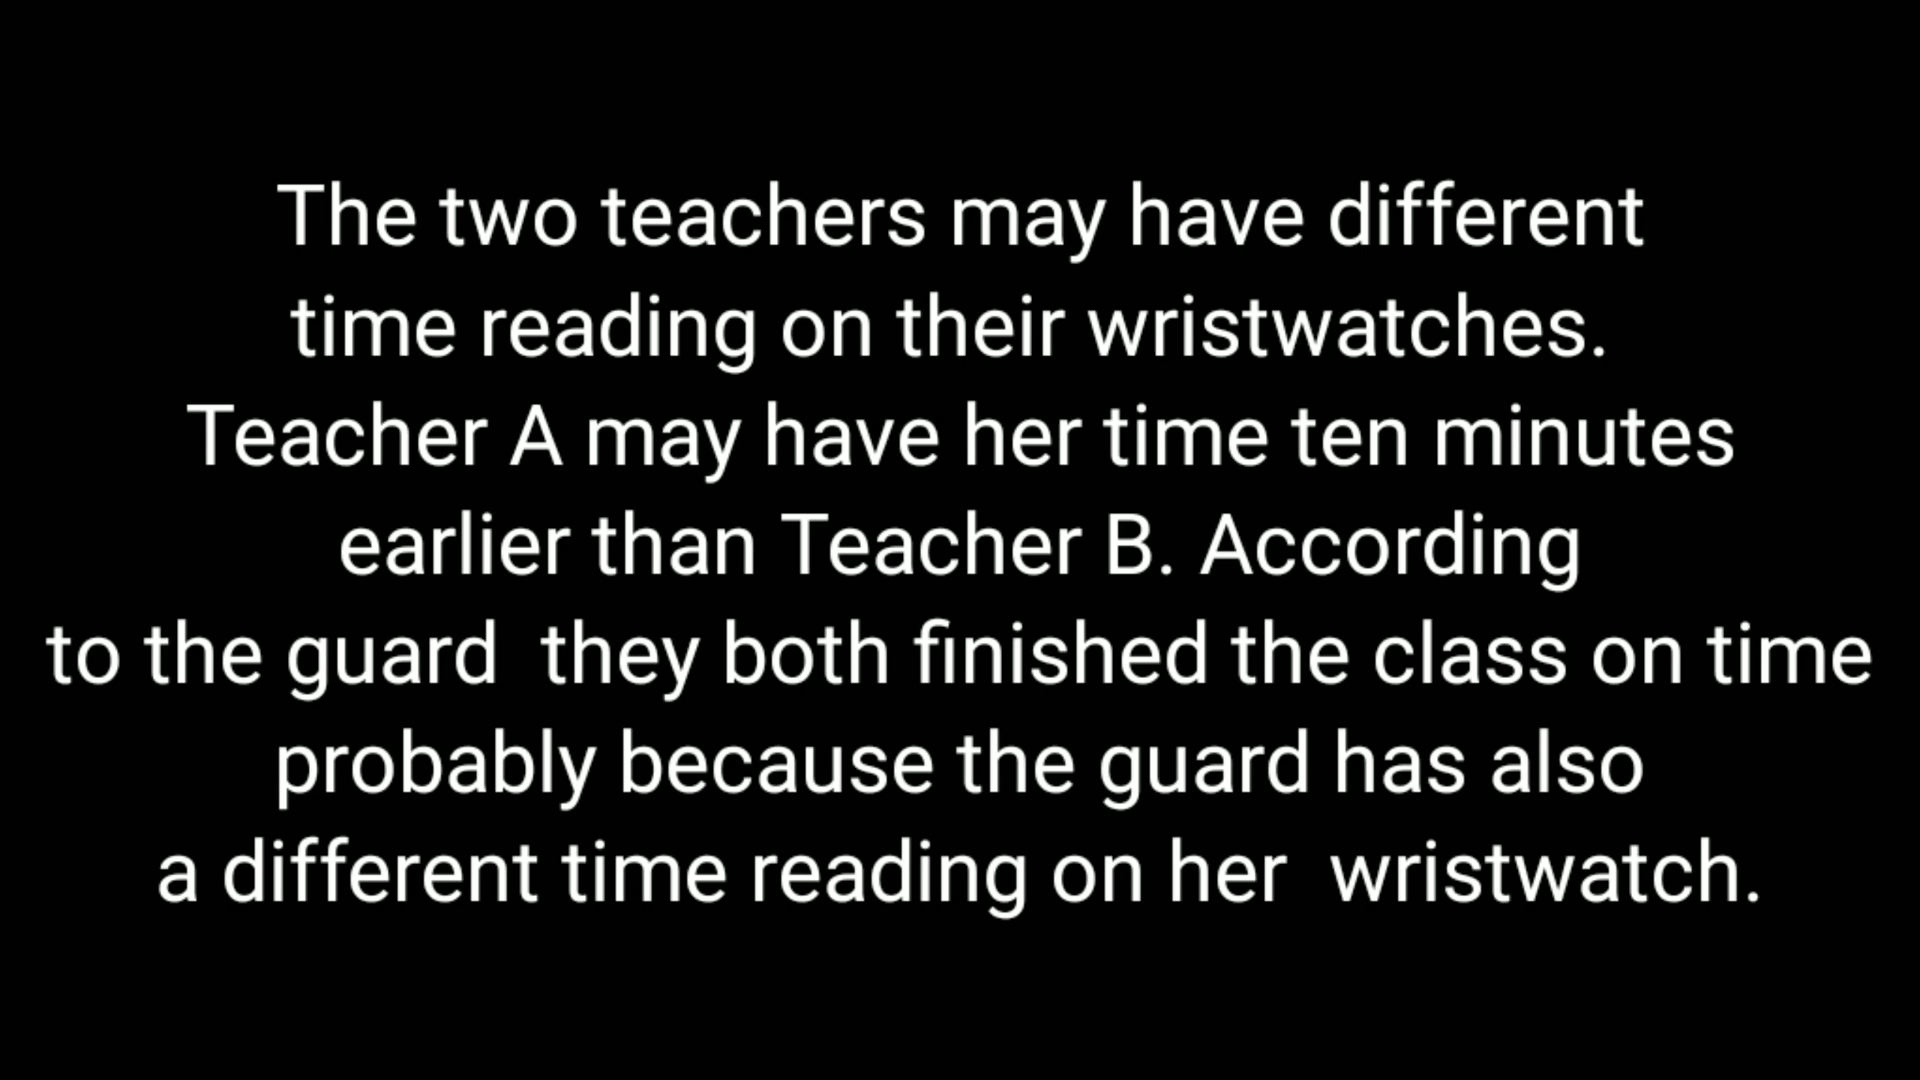 The two teachers may have different
time reading on their wristwatches.
Teacher A may have her time ten minutes
earlier than Teacher B. According
to the guard  they both finished the class on time
probably because the guard has also
a different time reading on her  wristwatch.